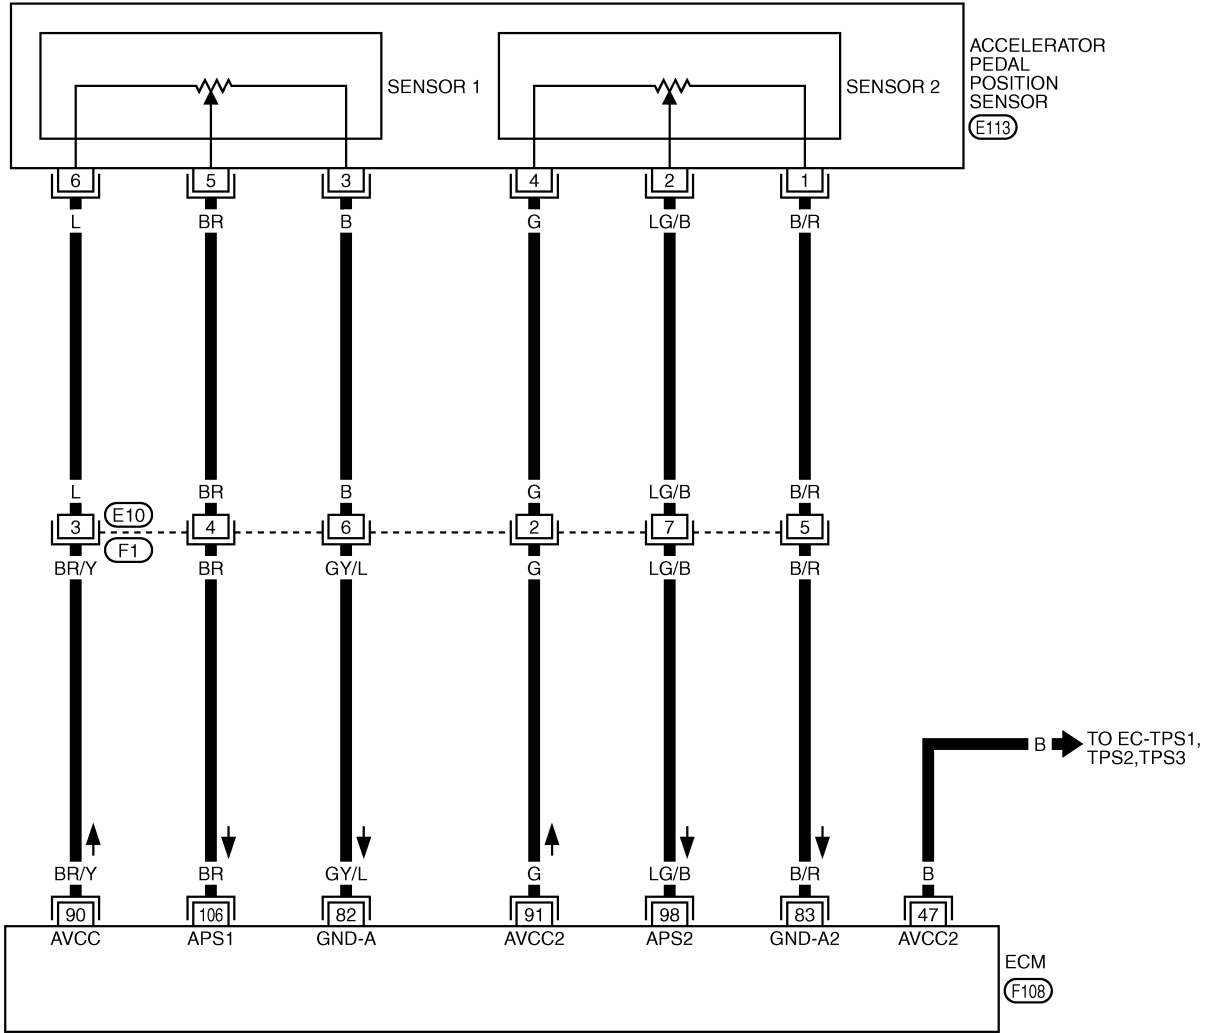 ACCELERATOR
PEDAL
POSITION
SENSOR
E113
SENSOR 1
SENSOR 2
6 5 3 4 2 1
L BR B G LG/B B/R
L BR B G LG/B B/R
E10
3 4 6 2 7 5
F1
BR/Y BR GY/L G LG/B B/R
B TO EC-TPS1,
TPS2,TPS3
BR/Y BR GY/L G LG/B B/R B
90 106 82 91 98 83 47
AVCC APS1 GND-A AVCC2 APS2 GND-A2 AVCC2
ECM
F108